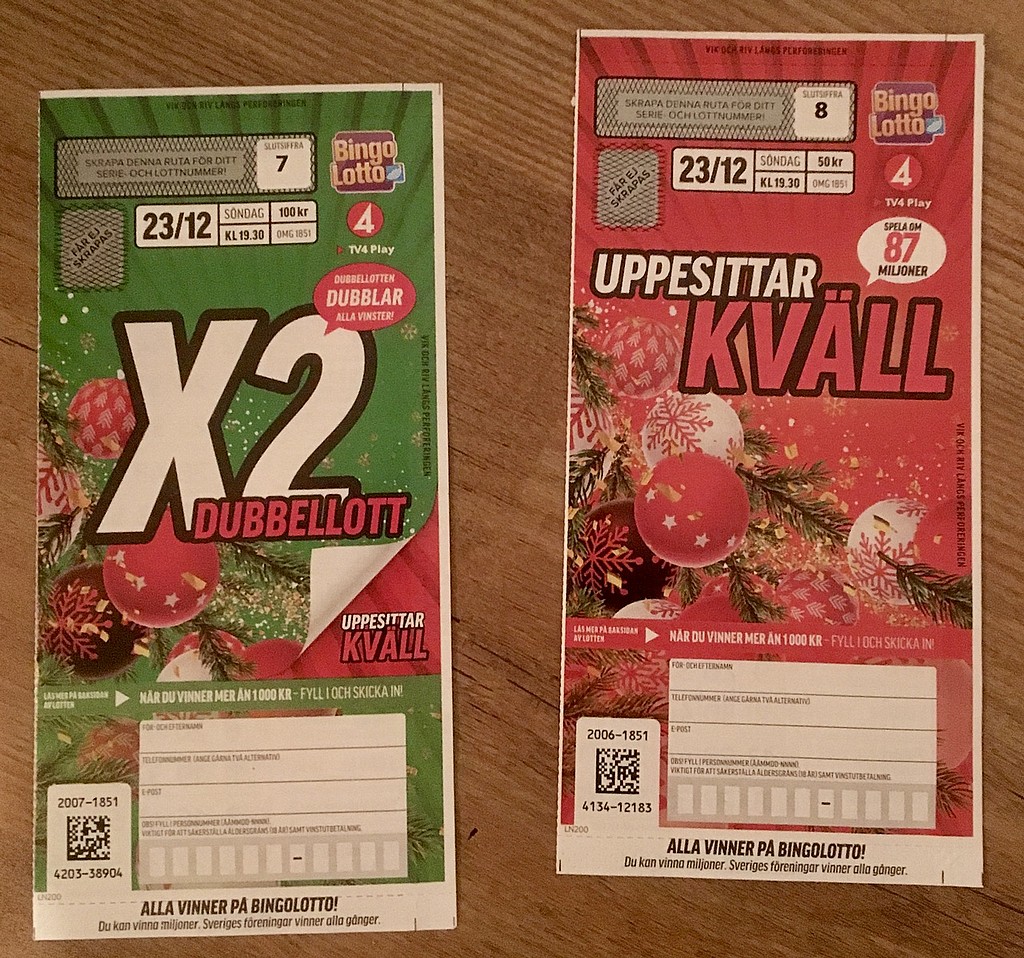 VIK OCH RIV LÄNGS PERFORERINGEN
SKRAPA DENNA RUTA FÖR DITT
SERIE- OCH LOTTNUMMER!
SLUTSIFFRA
7
Bingo
Lotto
FÅR EJ
SKRAPAS
23/12
SÖNDAG
100 kr
KL 19.30
OMG 1851
4
TV4 Play
DUBBELLOTTEN
DUBBLAR
ALLA VINSTER!
X2
DUBBELLOTT
VIK OCH RIV LÄNGS PERFORERINGEN
UPPESITTAR
KVÄLL
LÄS MER PÅ BAKSIDAN
AV LOTTEN
NÄR DU VINNER MER ÄN 1 000 KR – FYLL I OCH SKICKA IN!
FÖR- OCH EFTERNAMN
TELEFONNUMMER (ANGE GÄRNA TVÅ ALTERNATIV)
E-POST
OBS! FYLL I PERSONNUMMER (ÅÅMMDD-NNNN).
VIKTIGT FÖR ATT SÄKERSTÄLLA ÅLDERSGRÄNS (18 ÅR) SAMT VINSTUTBETALNING.
–
2007-1851
4203-38904
LN200
ALLA VINNER PÅ BINGOLOTTO!
Du kan vinna miljoner. Sveriges föreningar vinner alla gånger.
VIK OCH RIV LÄNGS PERFORERINGEN
SKRAPA DENNA RUTA FÖR DITT
SERIE- OCH LOTTNUMMER!
SLUTSIFFRA
8
Bingo
Lotto
FÅR EJ
SKRAPAS
23/12
SÖNDAG
50 kr
KL 19.30
OMG 1851
4
TV4 Play
SPELA OM
87
MILJONER
UPPESITTAR
KVÄLL
VIK OCH RIV LÄNGS PERFORERINGEN
LÄS MER PÅ BAKSIDAN
AV LOTTEN
NÄR DU VINNER MER ÄN 1 000 KR – FYLL I OCH SKICKA IN!
FÖR- OCH EFTERNAMN
TELEFONNUMMER (ANGE GÄRNA TVÅ ALTERNATIV)
E-POST
OBS! FYLL I PERSONNUMMER (ÅÅMMDD-NNNN).
VIKTIGT FÖR ATT SÄKERSTÄLLA ÅLDERSGRÄNS (18 ÅR) SAMT VINSTUTBETALNING.
–
2006-1851
4134-12183
LN200
ALLA VINNER PÅ BINGOLOTTO!
Du kan vinna miljoner. Sveriges föreningar vinner alla gånger.